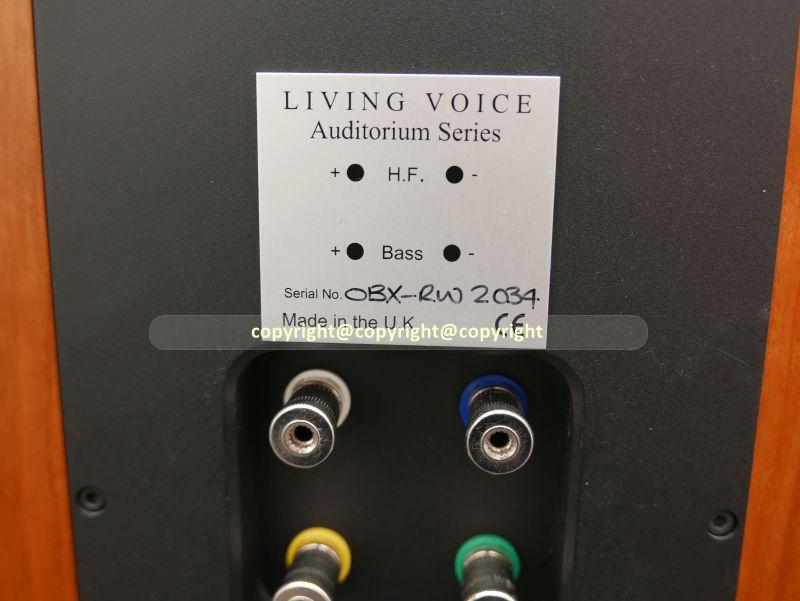 LIVING VOICE
Auditorium Series
+ H.F. -
+ Bass -
Serial No. OBX-RW 2034.
Made in the U.K. CE
copyright@copyright@copyright